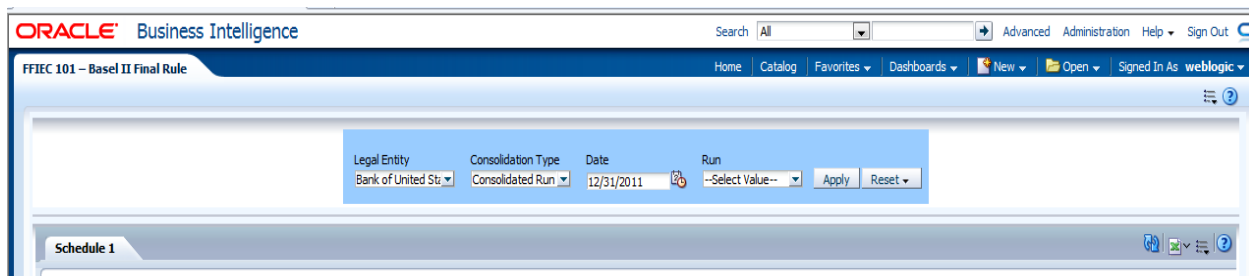 ORACLE Business Intelligence Search All Advanced Administration Help Sign Out
FFIEC 101 – Basel II Final Rule Home Catalog Favorites Dashboards New Open Signed In As weblogic
Legal Entity Consolidation Type Date Run
Bank of United Sta Consolidated Run 12/31/2011 --Select Value-- Apply Reset
Schedule 1